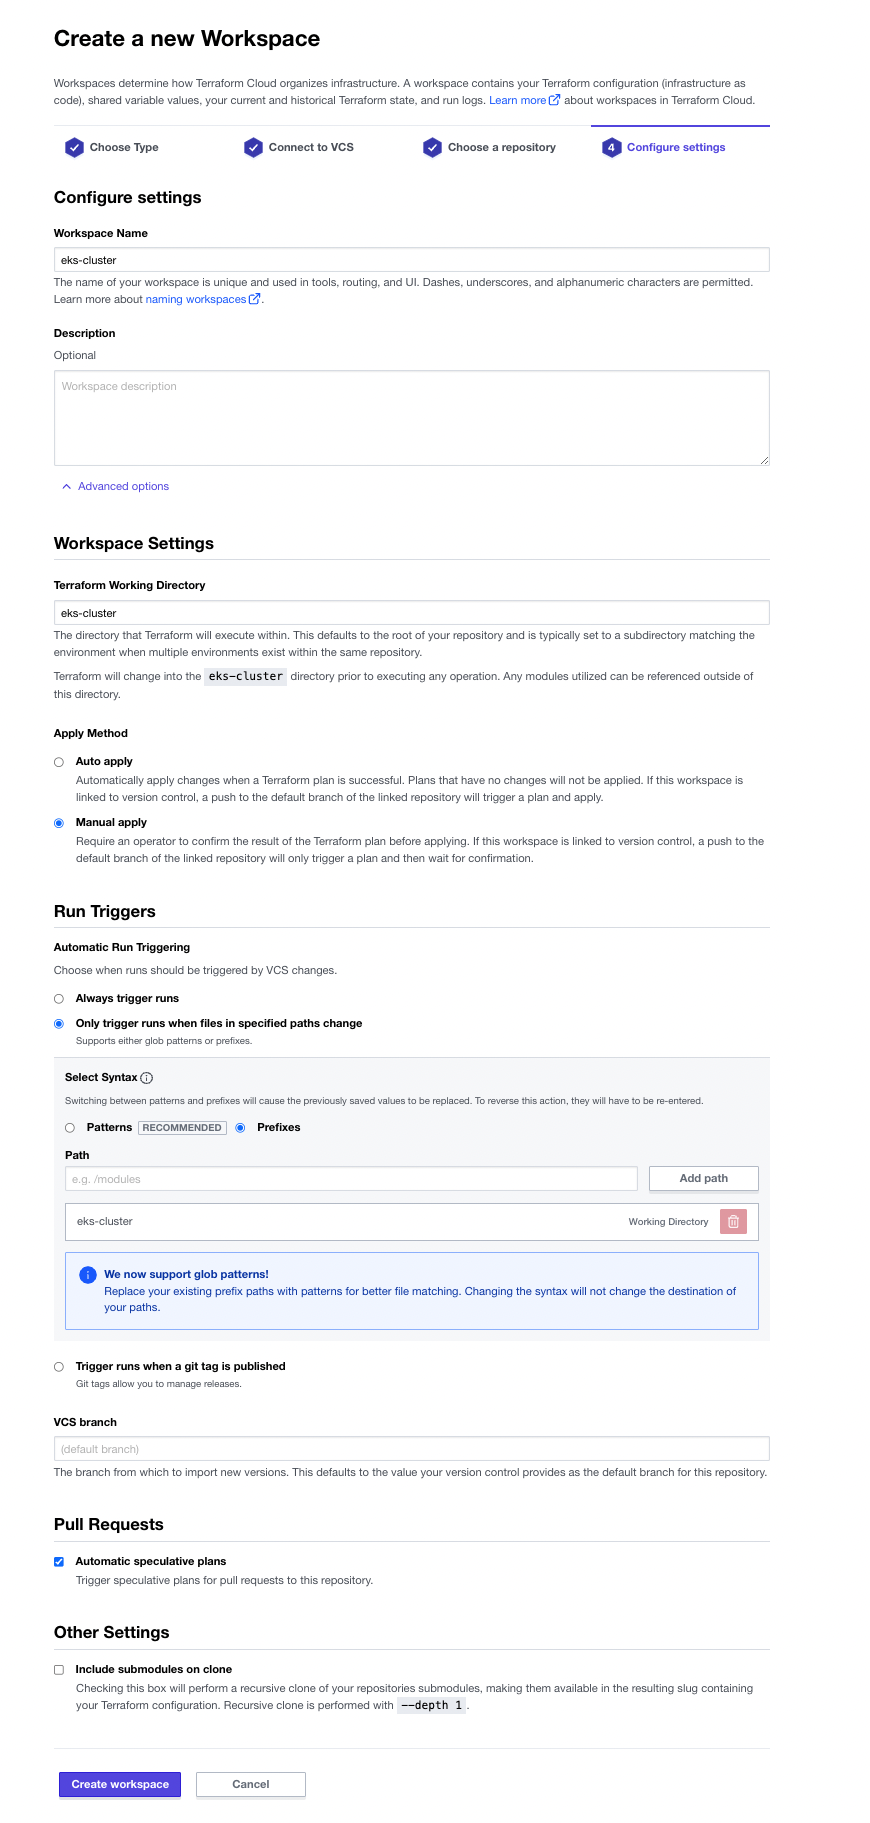 Create a new Workspace
Workspaces determine how Terraform Cloud organizes infrastructure. A workspace contains your Terraform configuration (infrastructure as
code), shared variable values, your current and historical Terraform state, and run logs. Learn more about workspaces in Terraform Cloud.
Choose Type
Connect to VCS
Choose a repository
4 Configure settings
Configure settings
Workspace Name
eks-cluster
The name of your workspace is unique and used in tools, routing, and UI. Dashes, underscores, and alphanumeric characters are permitted.
Learn more about naming workspaces.
Description
Optional
Workspace description
Advanced options
Workspace Settings
Terraform Working Directory
eks-cluster
The directory that Terraform will execute within. This defaults to the root of your repository and is typically set to a subdirectory matching the
environment when multiple environments exist within the same repository.
Terraform will change into the eks-cluster directory prior to executing any operation. Any modules utilized can be referenced outside of
this directory.
Apply Method
Auto apply
Automatically apply changes when a Terraform plan is successful. Plans that have no changes will not be applied. If this workspace is
linked to version control, a push to the default branch of the linked repository will trigger a plan and apply.
Manual apply
Require an operator to confirm the result of the Terraform plan before applying. If this workspace is linked to version control, a push to the
default branch of the linked repository will only trigger a plan and then wait for confirmation.
Run Triggers
Automatic Run Triggering
Choose when runs should be triggered by VCS changes.
Always trigger runs
Only trigger runs when files in specified paths change
Supports either glob patterns or prefixes.
Select Syntax
Switching between patterns and prefixes will cause the previously saved values to be replaced. To reverse this action, they will have to be re-entered.
Patterns RECOMMENDED Prefixes
Path
e.g. /modules
Add path
eks-cluster
Working Directory
We now support glob patterns!
Replace your existing prefix paths with patterns for better file matching. Changing the syntax will not change the destination of
your paths.
Trigger runs when a git tag is published
Git tags allow you to manage releases.
VCS branch
(default branch)
The branch from which to import new versions. This defaults to the value your version control provides as the default branch for this repository.
Pull Requests
Automatic speculative plans
Trigger speculative plans for pull requests to this repository.
Other Settings
Include submodules on clone
Checking this box will perform a recursive clone of your repositories submodules, making them available in the resulting slug containing
your Terraform configuration. Recursive clone is performed with --depth 1.
Create workspace
Cancel